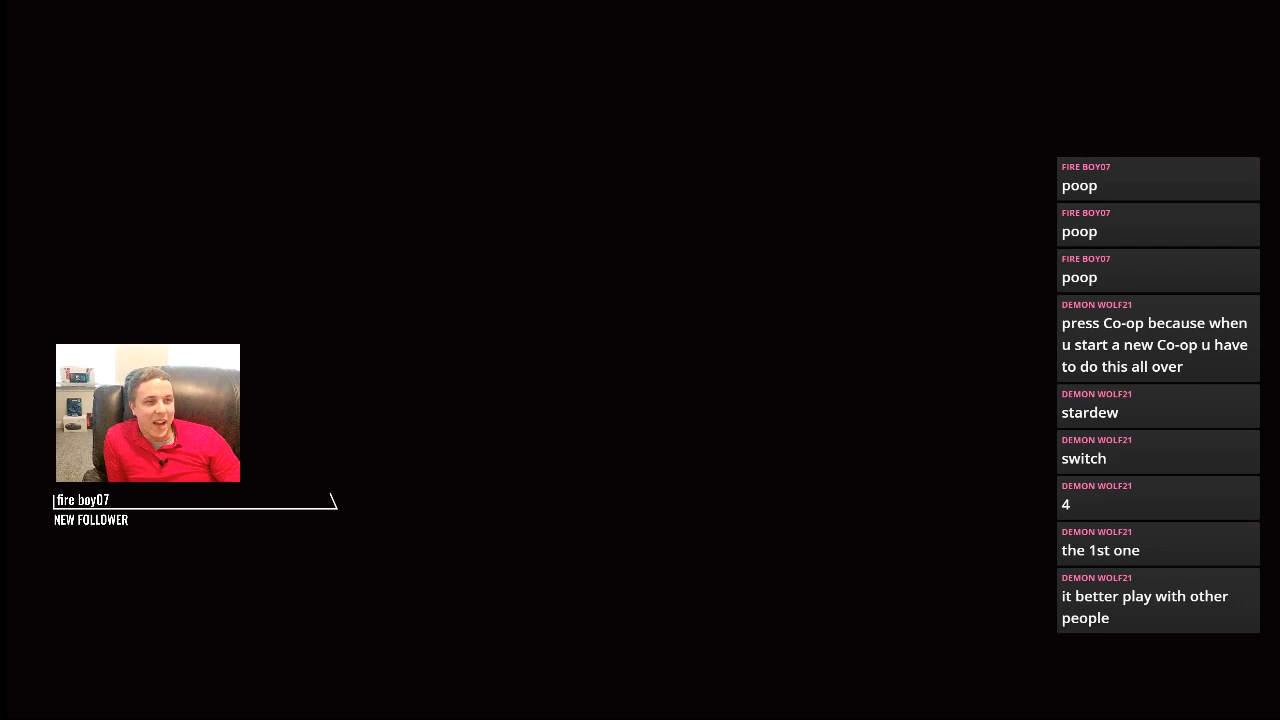 FIRE BOY07
poop
FIRE BOY07
poop
FIRE BOY07
poop
DEMON WOLF21
press Co-op because when
u start a new Co-op u have
to do this all over
DEMON WOLF21
stardew
DEMON WOLF21
switch
DEMON WOLF21
4
DEMON WOLF21
the 1st one
DEMON WOLF21
it better play with other
people
fire boy07
NEW FOLLOWER